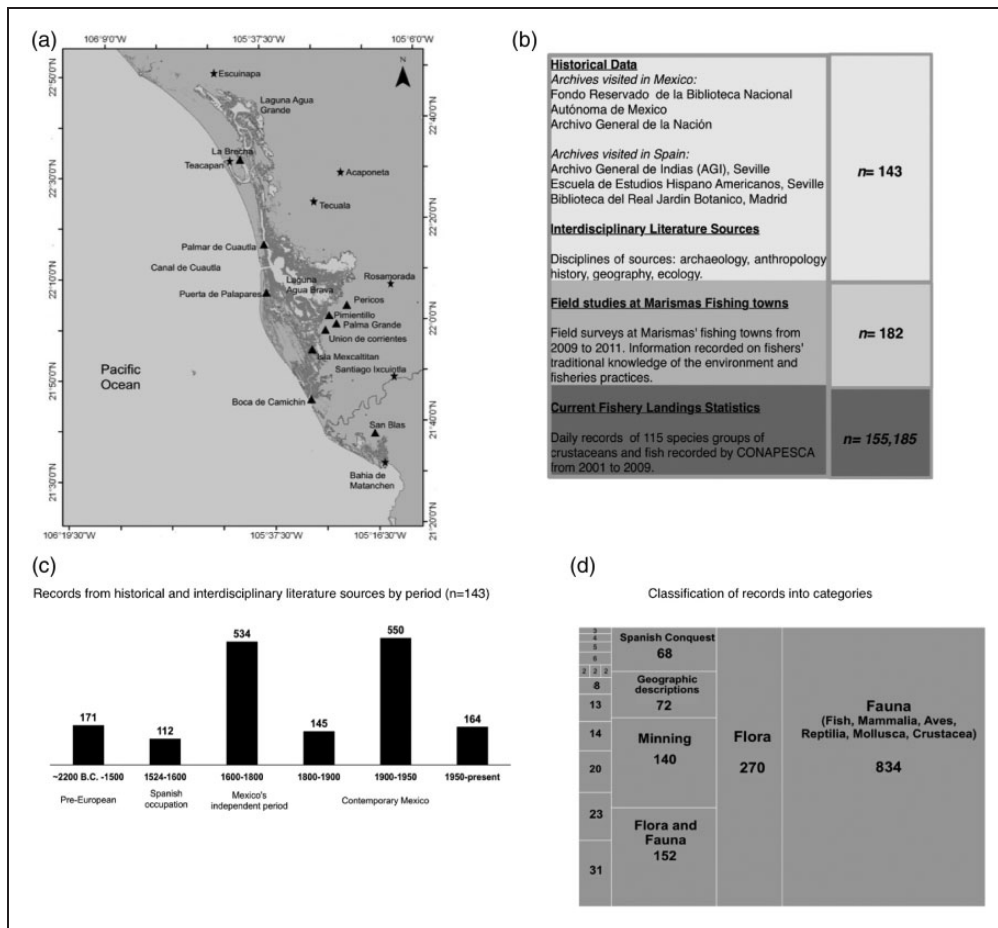 (a)
106°9'0"W
105°37'30"W
105°6'0"W
N
22°50'N
22°40'0"N
22°30'N
22°20'0"N
22°10'0"N
22°0'0"N
21°50'0"N
21°40'0"N
21°30'N
21°20'0"N
Escuinapa
Laguna Agua
Grande
La Brecha
Teacapan
Acaponeta
Tecuala
Palmar de Cuautla
Canal de Cuautla
Laguna
Agua Brava
Rosamorada
Puerta de Palapares
Pericos
Pimientillo
Palma Grande
Union de corrientes
Isla Mexcaltitan
Santiago Ixcuiotla
Pacific
Ocean
Boca de Camichin
San Blas
Bahia de
Matanchen
106°19'30"W
105°37'30"W
105°16'30"W
(b)
Historical Data
Archives visited in Mexico:
Fondo Reservado de la Biblioteca Nacional
Autónoma de Mexico
Archivo General de la Nación
Archives visited in Spain:
Archivo General de Indias (AGI), Seville
Escuela de Estudios Hispano Americanos, Seville
Biblioteca del Real Jardin Botanico, Madrid
Interdisciplinary Literature Sources
Disciplines of sources: archaeology, anthropology
history, geography, ecology.
n= 143
Field studies at Marismas Fishing towns
Field surveys at Marismas' fishing towns from
2009 to 2011. Information recorded on fishers'
traditional knowledge of the environment and
fisheries practices.
n= 182
Current Fishery Landings Statistics
Daily records of 115 species groups of
crustaceans and fish recorded by CONAPESCA
from 2001 to 2009.
n= 155,185
(c)
Records from historical and interdisciplinary literature sources by period (n=143)
171
112
534
145
550
164
~2200 B.C. -1500
1524-1600
1600-1800
1800-1900
1900-1950
1950-present
Pre-European
Spanish
occupation
Mexico's
independent period
Contemporary Mexico
(d)
Classification of records into categories
3
4
5
6
2 2 2
8
13
14
20
23
31
Spanish Conquest
68
Geographic
descriptions
72
Minning
140
Flora and
Fauna
152
Flora
270
Fauna
(Fish, Mammalia, Aves,
Reptilia, Mollusca, Crustacea)
834